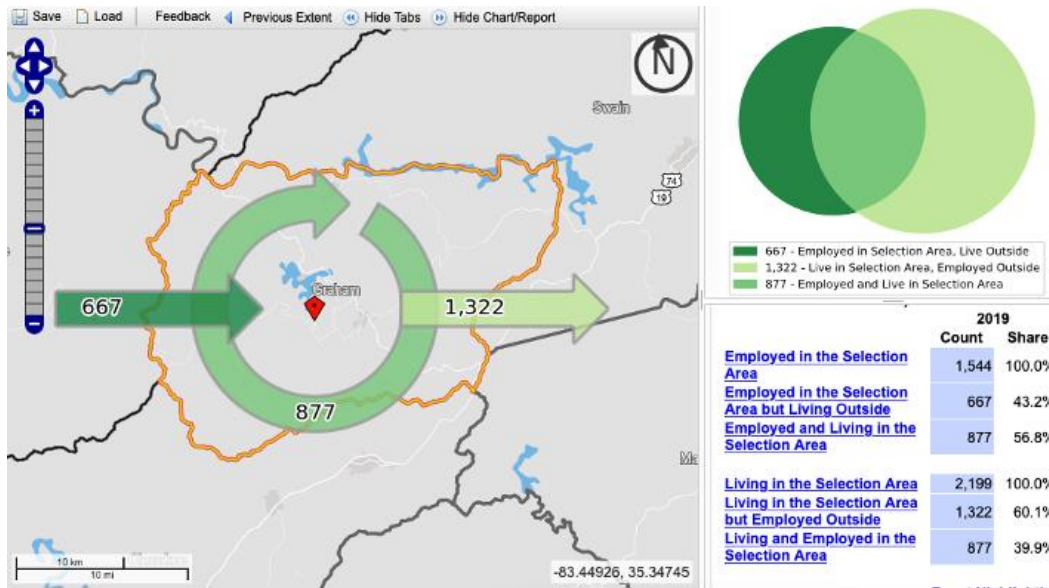 Save Load Feedback Previous Extent Hide Tabs Hide Chart/Report
N
Swain
74
19
Graham
667
1,322
877
10 km
10 mi
-83.44926, 35.34745
667 - Employed in Selection Area, Live Outside
1,322 - Live in Selection Area, Employed Outside
877 - Employed and Live in Selection Area
2019
Count Share
Employed in the Selection
Area 1,544 100.0%
Employed in the Selection
Area but Living Outside 667 43.2%
Employed and Living in the
Selection Area 877 56.8%
Living in the Selection Area 2,199 100.0%
Living in the Selection Area
but Employed Outside 1,322 60.1%
Living and Employed in the
Selection Area 877 39.9%